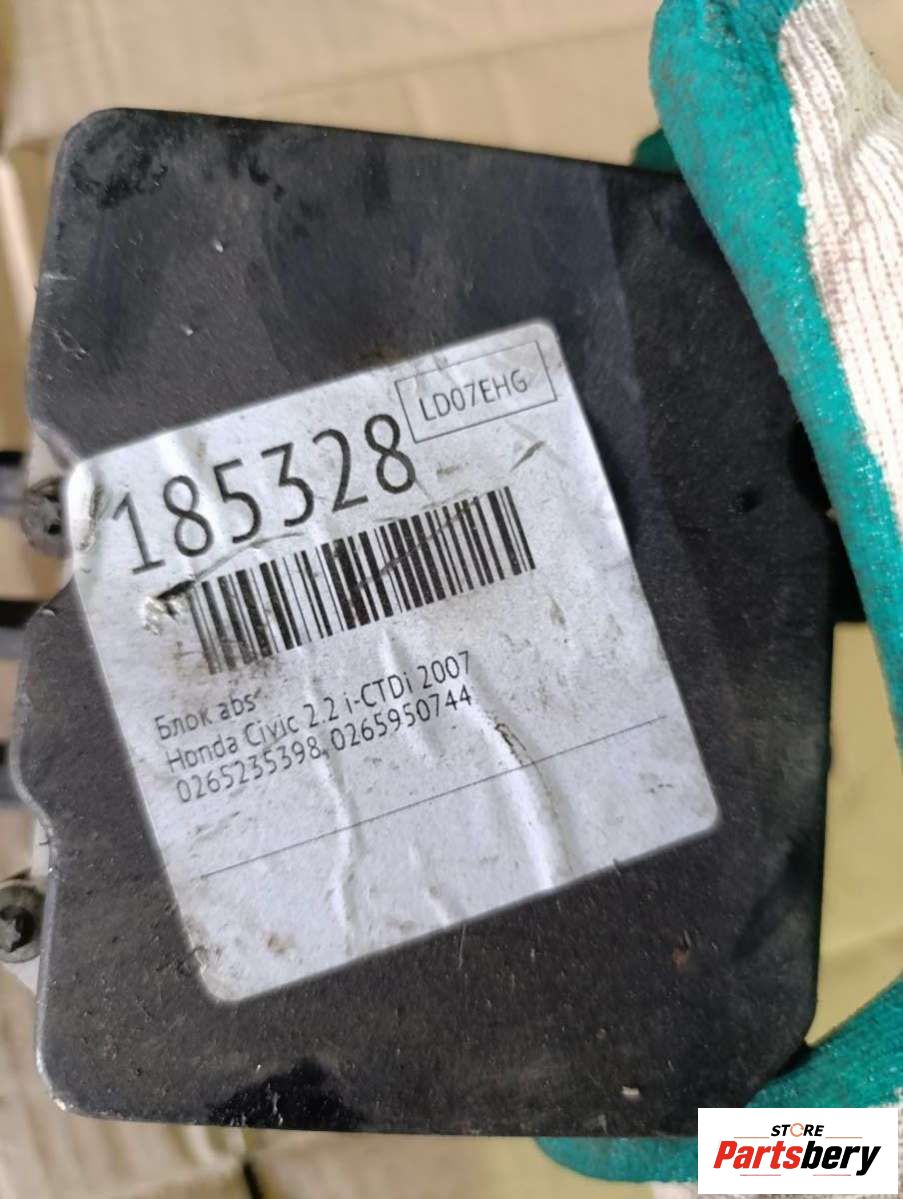 LD07EHG
185328
Блок abs
Honda Civic 2.2 i-CTDi 2007
0265235398, 0265950744
STORE
Partsbery